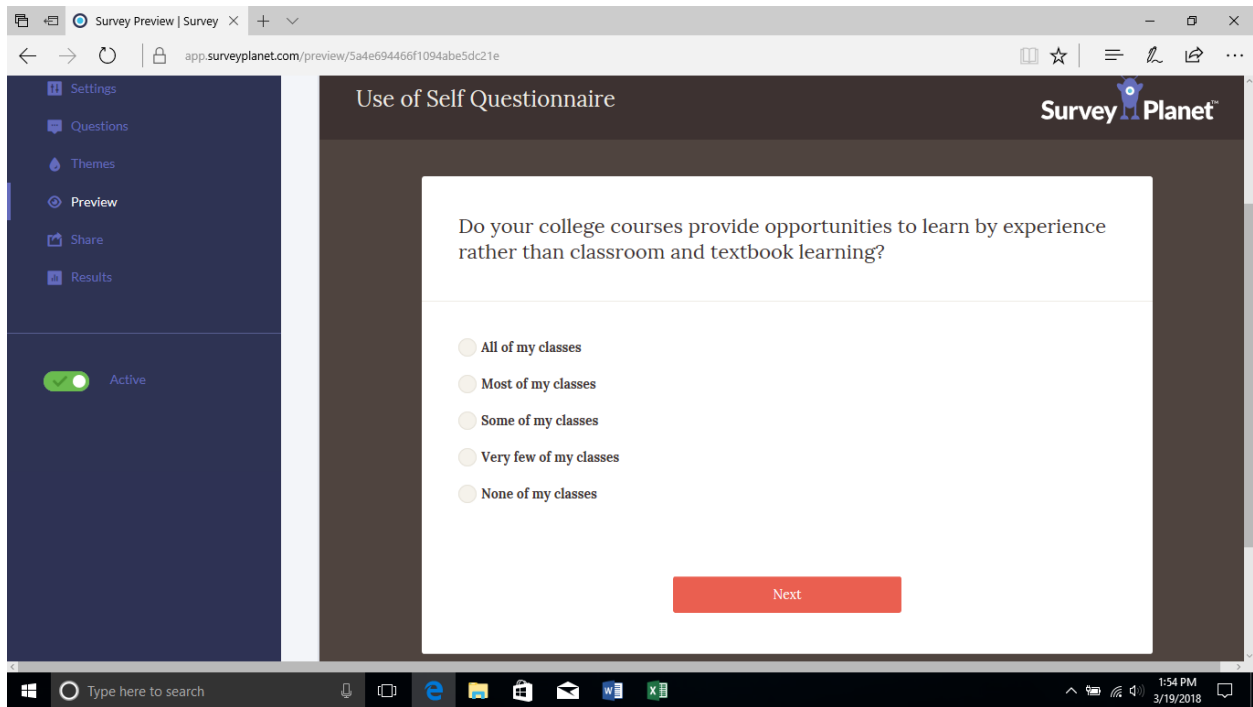 Survey Preview | Survey
app.surveyplanet.com/preview/5a4e694466f1094abe5dc21e
Settings
Questions
Themes
Preview
Share
Results
Active
Use of Self Questionnaire
Survey Planet™
Do your college courses provide opportunities to learn by experience
rather than classroom and textbook learning?
All of my classes
Most of my classes
Some of my classes
Very few of my classes
None of my classes
Next
Type here to search
1:54 PM
3/19/2018